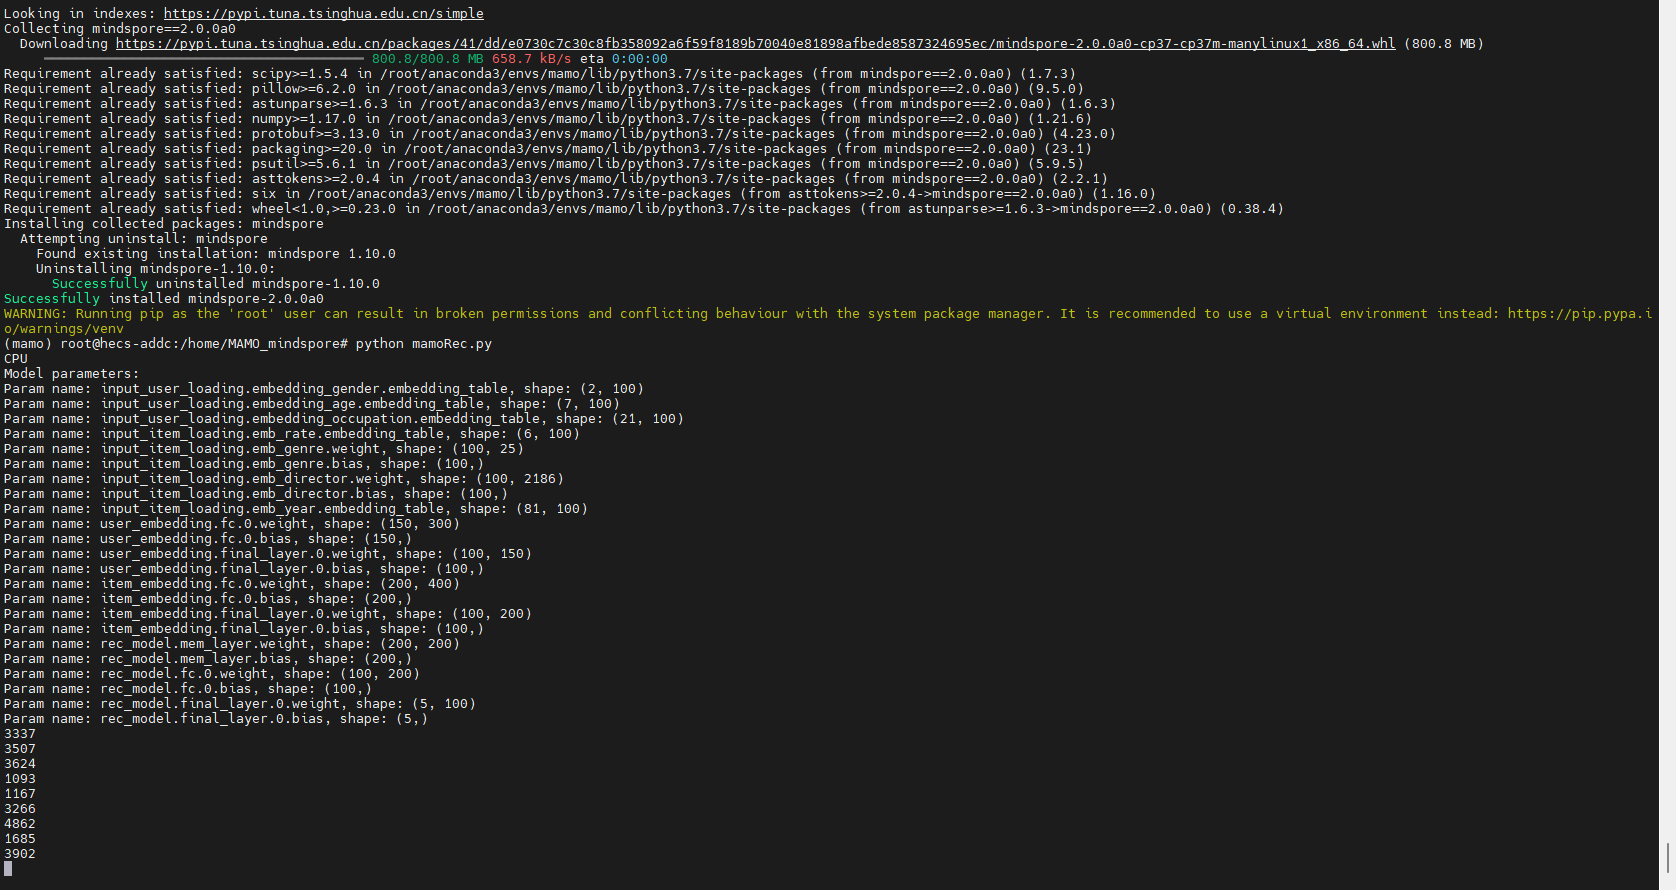 Looking in indexes: https://pypi.tuna.tsinghua.edu.cn/simple
Collecting mindspore==2.0.0a0
  Downloading https://pypi.tuna.tsinghua.edu.cn/packages/41/dd/e0730c7c30c8fb358092a6f59f8189b70040e81898afbede8587324695ec/mindspore-2.0.0a0-cp37-cp37m-manylinux1_x86_64.whl (800.8 MB)
     800.8/800.8 MB 658.7 kB/s eta 0:00:00
Requirement already satisfied: scipy>=1.5.4 in /root/anaconda3/envs/mamo/lib/python3.7/site-packages (from mindspore==2.0.0a0) (1.7.3)
Requirement already satisfied: pillow>=6.2.0 in /root/anaconda3/envs/mamo/lib/python3.7/site-packages (from mindspore==2.0.0a0) (9.5.0)
Requirement already satisfied: astunparse>=1.6.3 in /root/anaconda3/envs/mamo/lib/python3.7/site-packages (from mindspore==2.0.0a0) (1.6.3)
Requirement already satisfied: numpy>=1.17.0 in /root/anaconda3/envs/mamo/lib/python3.7/site-packages (from mindspore==2.0.0a0) (1.21.6)
Requirement already satisfied: protobuf>=3.13.0 in /root/anaconda3/envs/mamo/lib/python3.7/site-packages (from mindspore==2.0.0a0) (4.23.0)
Requirement already satisfied: packaging>=20.0 in /root/anaconda3/envs/mamo/lib/python3.7/site-packages (from mindspore==2.0.0a0) (23.1)
Requirement already satisfied: psutil>=5.6.1 in /root/anaconda3/envs/mamo/lib/python3.7/site-packages (from mindspore==2.0.0a0) (5.9.5)
Requirement already satisfied: asttokens>=2.0.4 in /root/anaconda3/envs/mamo/lib/python3.7/site-packages (from mindspore==2.0.0a0) (2.2.1)
Requirement already satisfied: six in /root/anaconda3/envs/mamo/lib/python3.7/site-packages (from asttokens>=2.0.4->mindspore==2.0.0a0) (1.16.0)
Requirement already satisfied: wheel<1.0,>=0.23.0 in /root/anaconda3/envs/mamo/lib/python3.7/site-packages (from astunparse>=1.6.3->mindspore==2.0.0a0) (0.38.4)
Installing collected packages: mindspore
  Attempting uninstall: mindspore
    Found existing installation: mindspore 1.10.0
    Uninstalling mindspore-1.10.0:
      Successfully uninstalled mindspore-1.10.0
Successfully installed mindspore-2.0.0a0
WARNING: Running pip as the 'root' user can result in broken permissions and conflicting behaviour with the system package manager. It is recommended to use a virtual environment instead: https://pip.pypa.i
o/warnings/venv
(mamo) root@hecs-addc:/home/MAMO_mindspore# python mamoRec.py
CPU
Model parameters:
Param name: input_user_loading.embedding_gender.embedding_table, shape: (2, 100)
Param name: input_user_loading.embedding_age.embedding_table, shape: (7, 100)
Param name: input_user_loading.embedding_occupation.embedding_table, shape: (21, 100)
Param name: input_item_loading.emb_rate.embedding_table, shape: (6, 100)
Param name: input_item_loading.emb_genre.weight, shape: (100, 25)
Param name: input_item_loading.emb_genre.bias, shape: (100,)
Param name: input_item_loading.emb_director.weight, shape: (100, 2186)
Param name: input_item_loading.emb_director.bias, shape: (100,)
Param name: input_item_loading.emb_year.embedding_table, shape: (81, 100)
Param name: user_embedding.fc.0.weight, shape: (150, 300)
Param name: user_embedding.fc.0.bias, shape: (150,)
Param name: user_embedding.final_layer.0.weight, shape: (100, 150)
Param name: user_embedding.final_layer.0.bias, shape: (100,)
Param name: item_embedding.fc.0.weight, shape: (200, 400)
Param name: item_embedding.fc.0.bias, shape: (200,)
Param name: item_embedding.final_layer.0.weight, shape: (100, 200)
Param name: item_embedding.final_layer.0.bias, shape: (100,)
Param name: rec_model.mem_layer.weight, shape: (200, 200)
Param name: rec_model.mem_layer.bias, shape: (200,)
Param name: rec_model.fc.0.weight, shape: (100, 200)
Param name: rec_model.fc.0.bias, shape: (100,)
Param name: rec_model.final_layer.0.weight, shape: (5, 100)
Param name: rec_model.final_layer.0.bias, shape: (5,)
3337
3507
3624
1093
1167
3266
4862
1685
3902